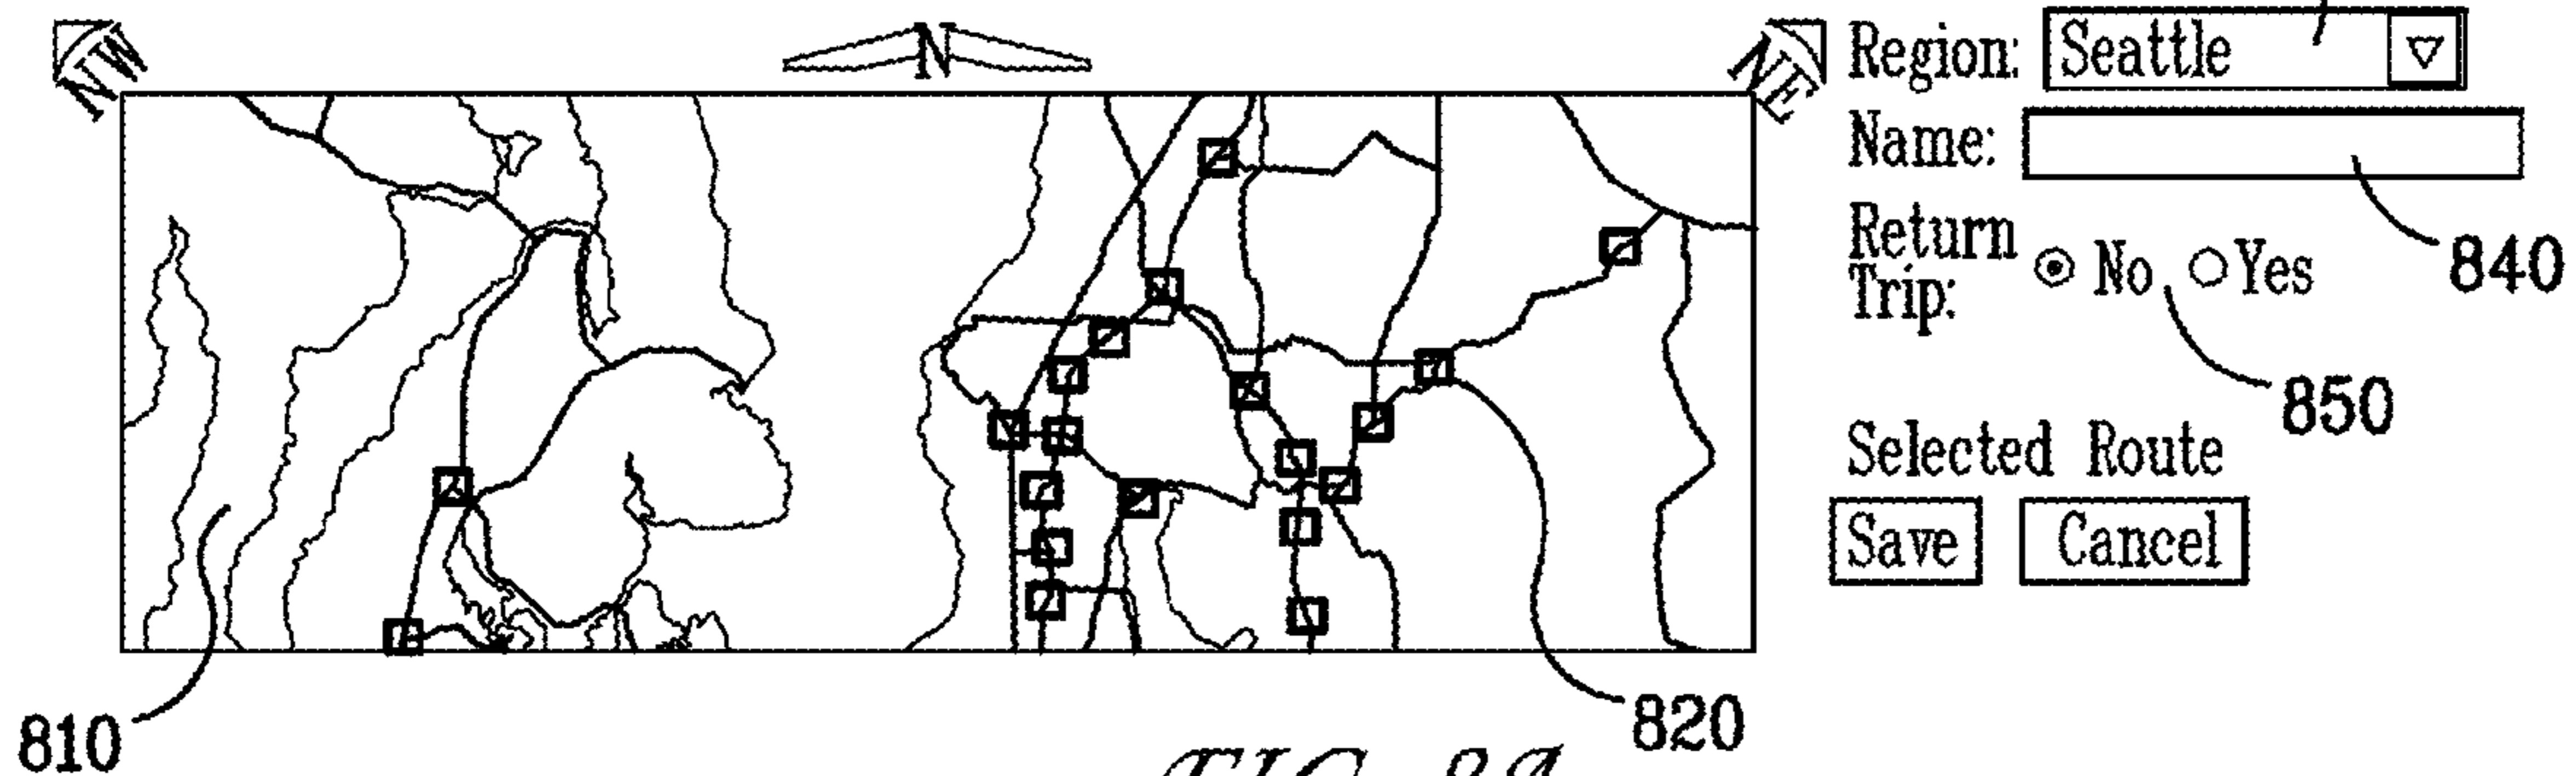 NW N NE
Region: Seattle
Name:
840
Return Trip: No Yes
850
Selected Route
Save Cancel
810
820